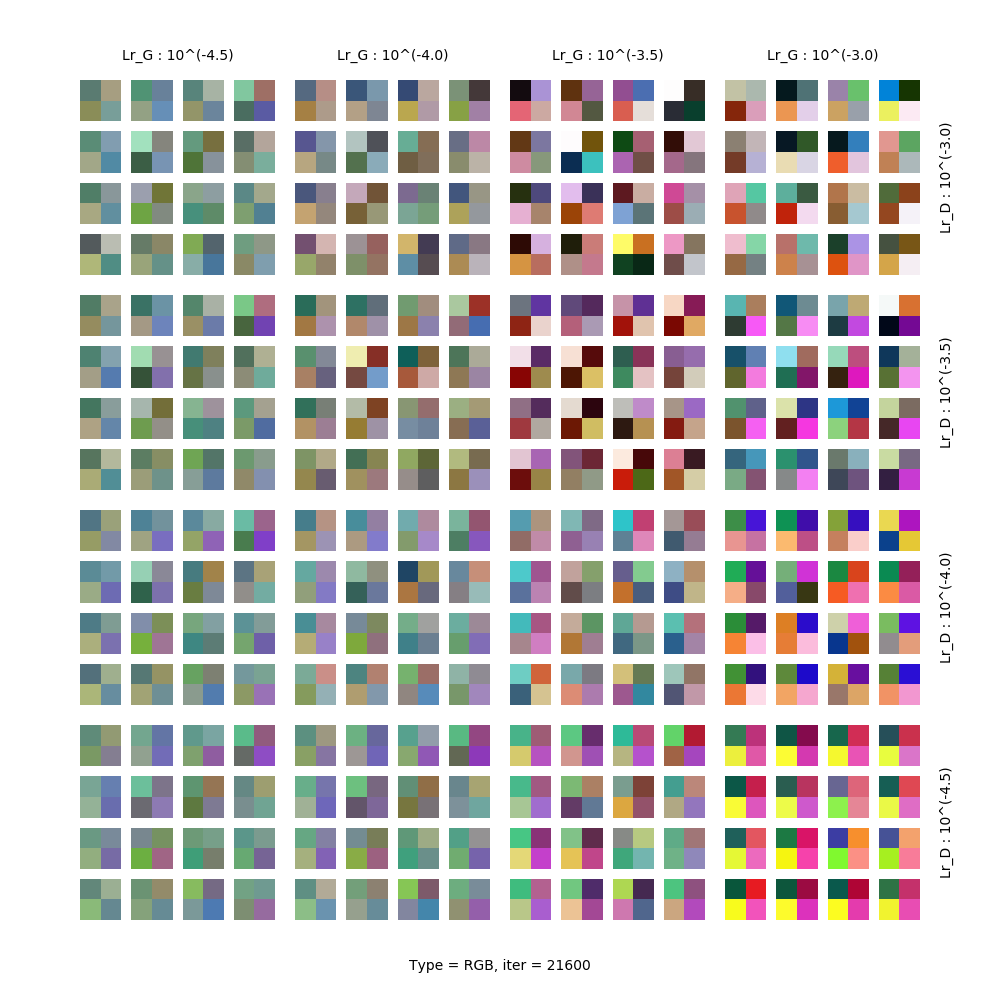 Lr_G : 10^(-4.5)
Lr_G : 10^(-4.0)
Lr_G : 10^(-3.5)
Lr_G : 10^(-3.0)
Lr_D : 10^(-3.0)
Lr_D : 10^(-3.5)
Lr_D : 10^(-4.0)
Lr_D : 10^(-4.5)
Type = RGB, iter = 21600